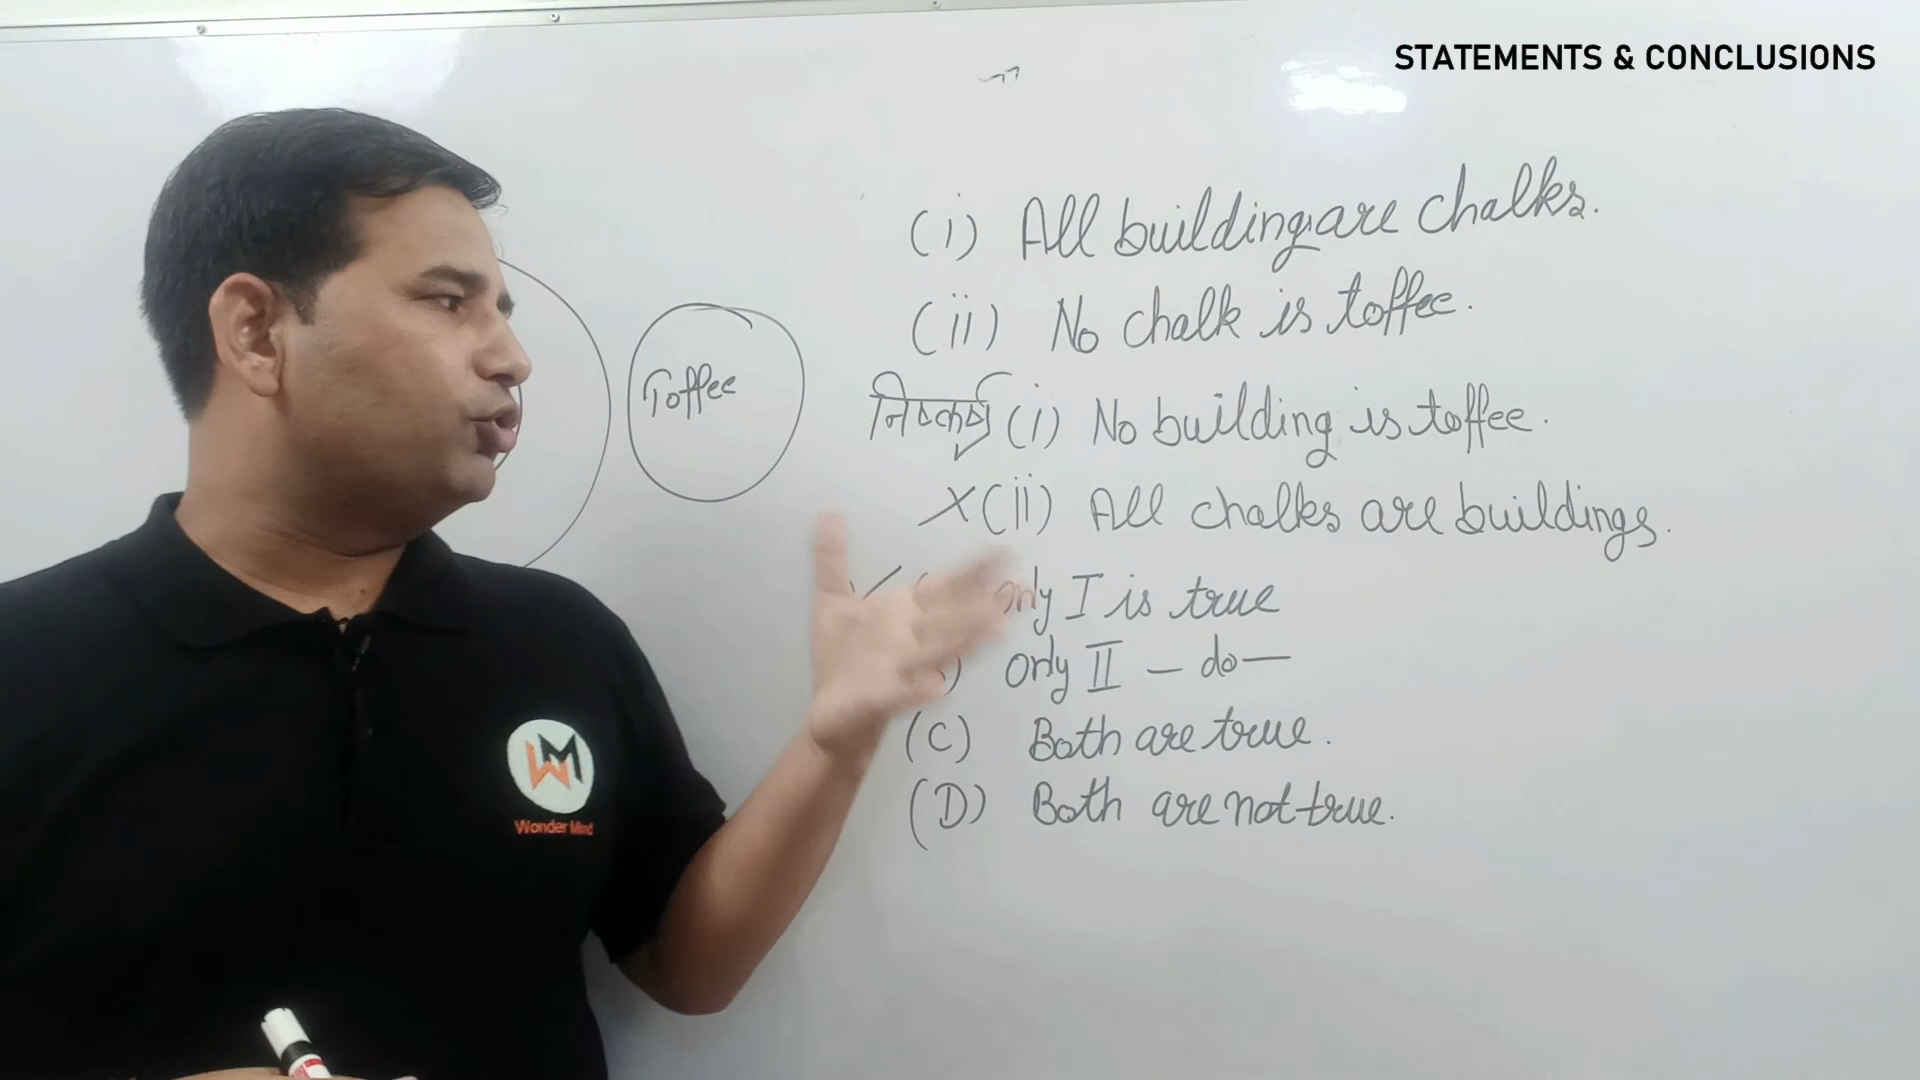 STATEMENTS & CONCLUSIONS
(i) All building are chalks.
(ii) No chalk is toffee.
Toffee
निष्कर्ष (i) No building is toffee.
X (ii) All chalks are buildings.
only I is true
) only II - do -
(C) Both are true.
(D) Both are not true.
WM
Wonder Mind